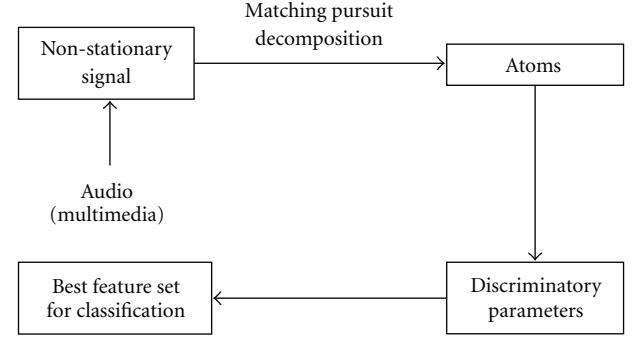 Matching pursuit
decomposition
Non-stationary
signal
Atoms
Audio
(multimedia)
Best feature set
for classification
Discriminatory
parameters